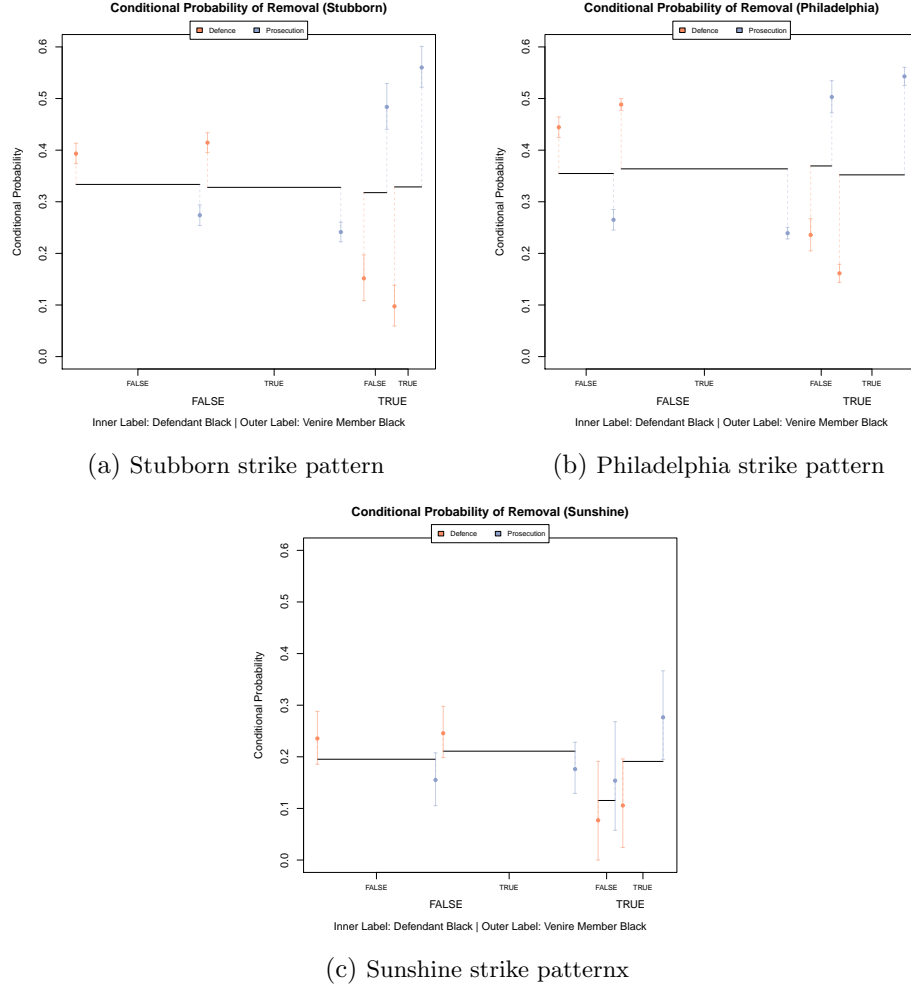 Conditional Probability of Removal (Stubborn)
Defence Prosecution
Conditional Probability
0.6
0.5
0.4
0.3
0.2
0.1
0.0
FALSE TRUE FALSE TRUE
FALSE TRUE
Inner Label: Defendant Black | Outer Label: Venire Member Black
(a) Stubborn strike pattern
Conditional Probability of Removal (Philadelphia)
Defence Prosecution
Conditional Probability
0.6
0.5
0.4
0.3
0.2
0.1
0.0
FALSE TRUE FALSE TRUE
FALSE TRUE
Inner Label: Defendant Black | Outer Label: Venire Member Black
(b) Philadelphia strike pattern
Conditional Probability of Removal (Sunshine)
Defence Prosecution
Conditional Probability
0.6
0.5
0.4
0.3
0.2
0.1
0.0
FALSE TRUE FALSE TRUE
FALSE TRUE
Inner Label: Defendant Black | Outer Label: Venire Member Black
(c) Sunshine strike patternx